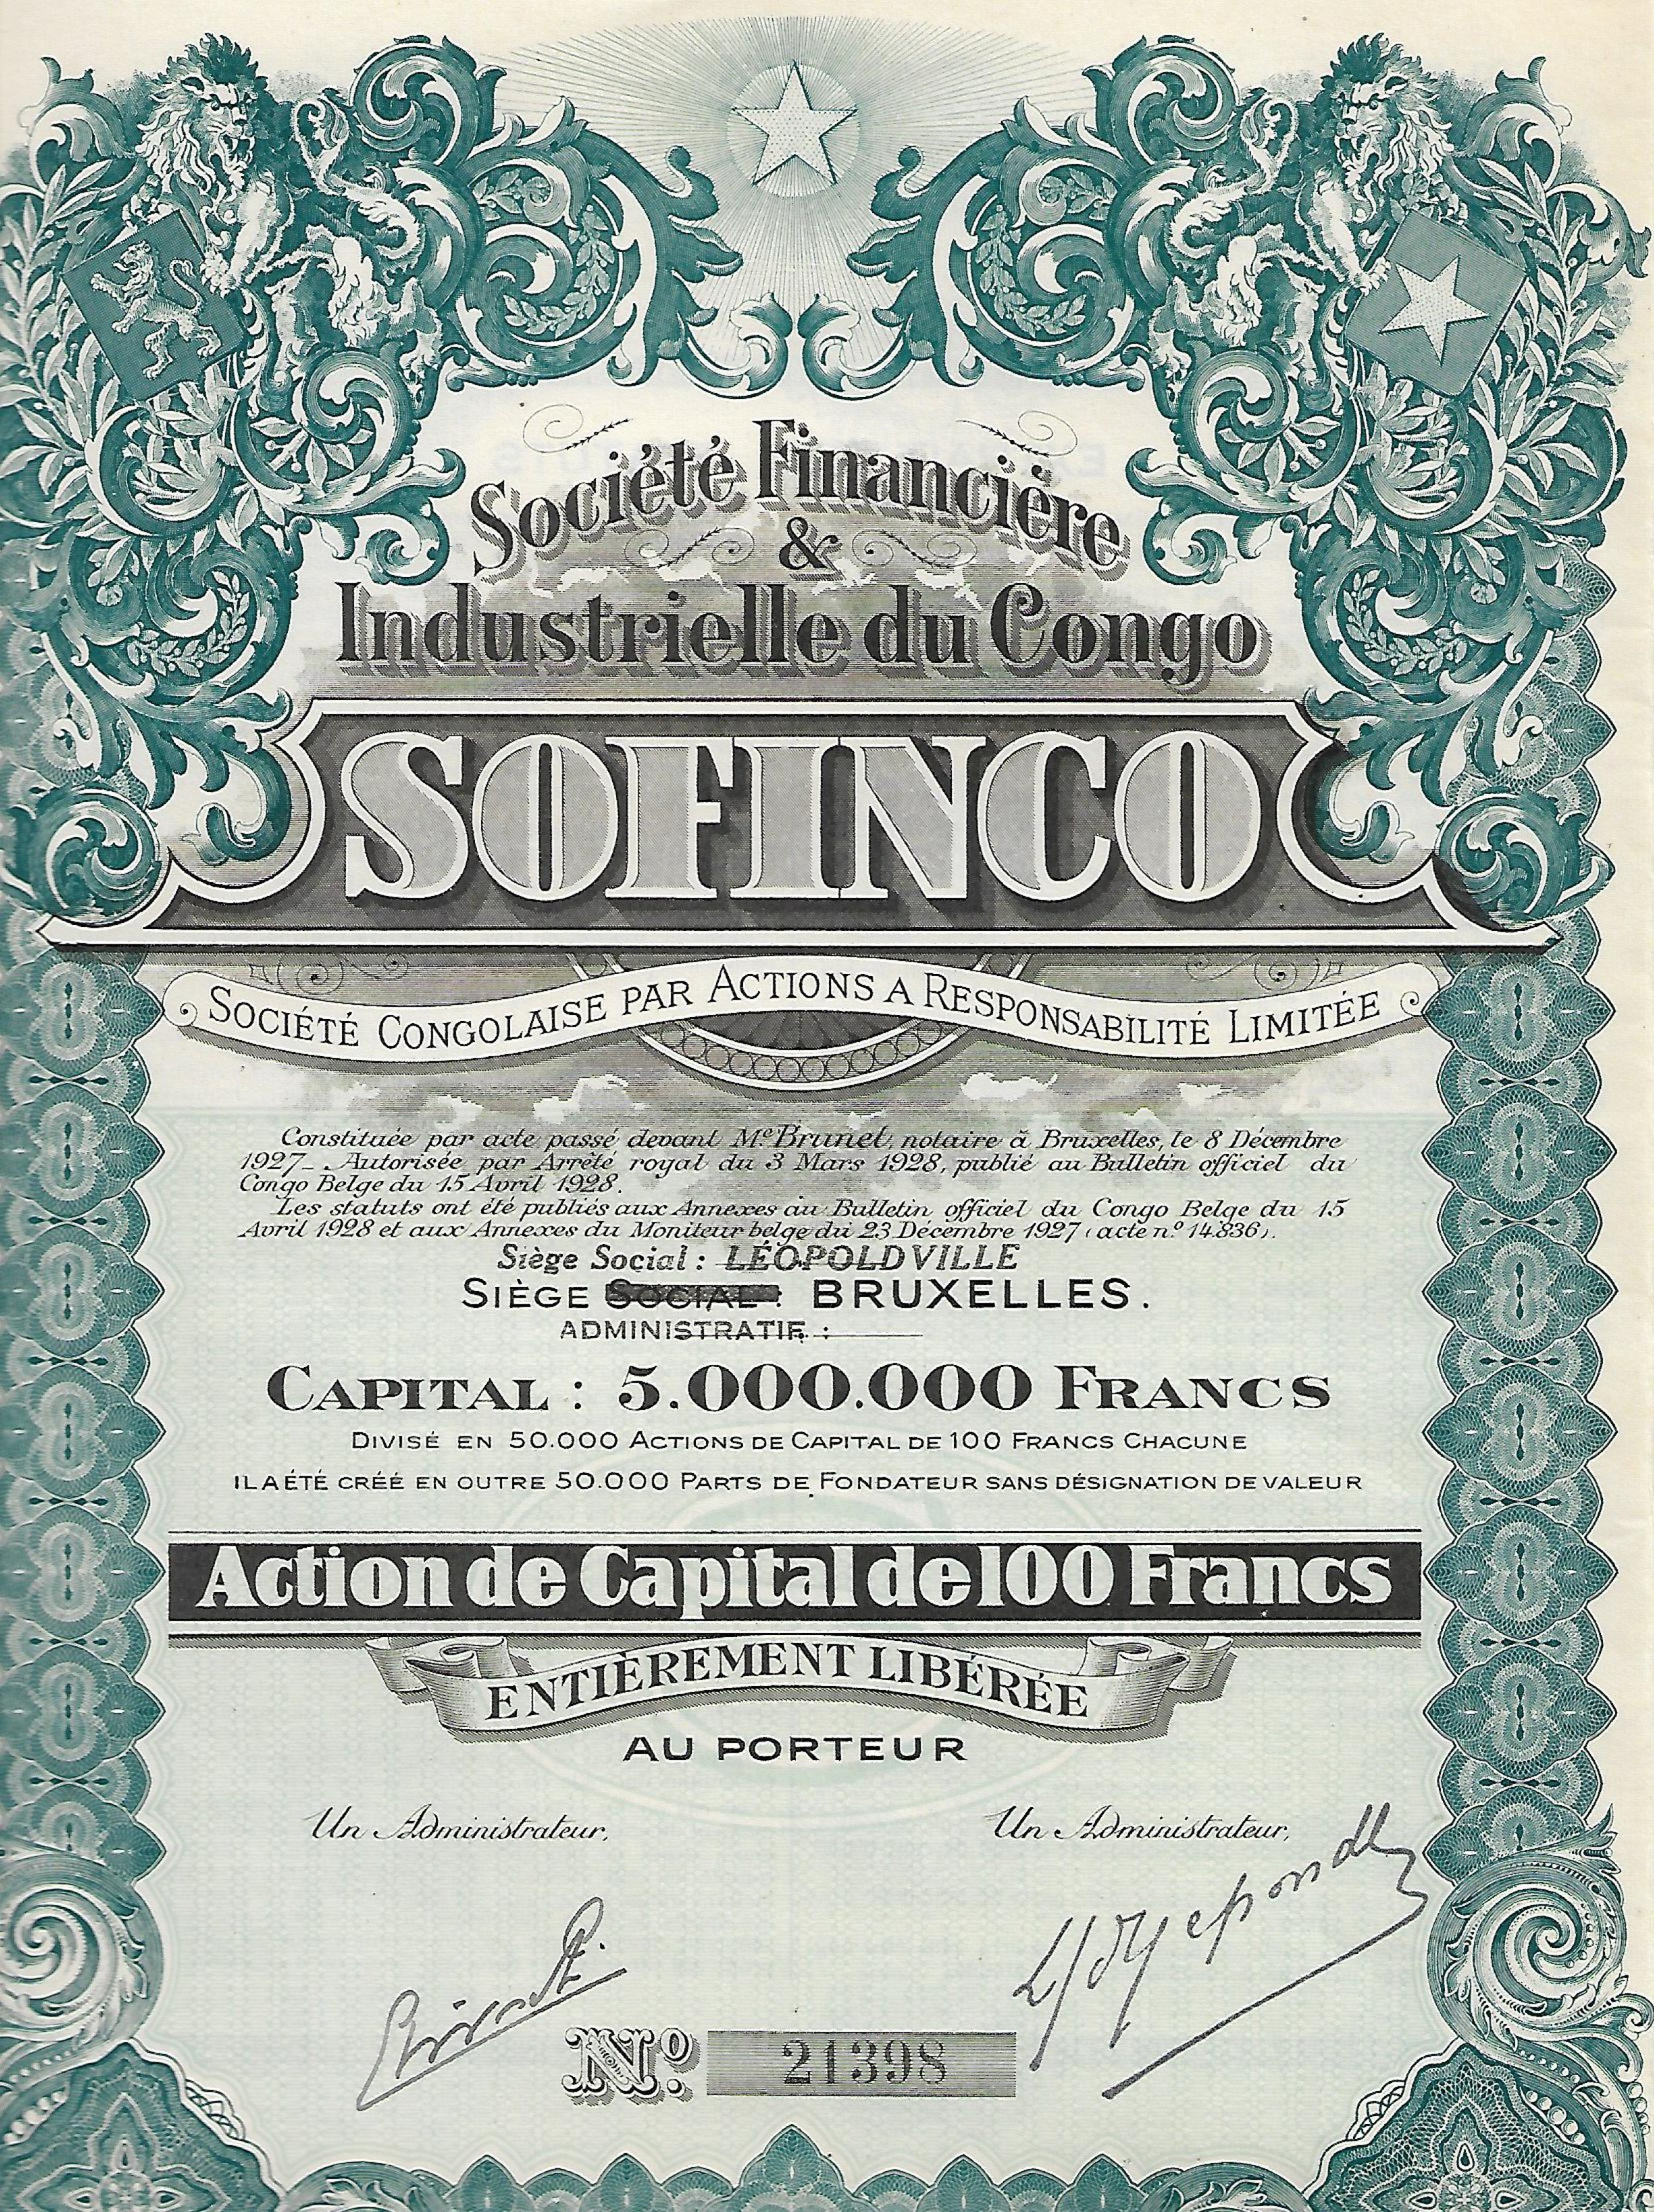 Société Financière
&
Industrielle du Congo
SOFINCO
SOCIÉTÉ CONGOLAISE PAR ACTIONS A RESPONSABILITÉ LIMITÉE
Constituée par acte passé devant Me Brunet, notaire à Bruxelles, le 8 Décembre
1927_ Autorisée par Arrêté royal du 3 Mars 1928, publié au Bulletin officiel du
Congo Belge du 15 Avril 1928.
Les statuts ont été publiés aux Annexes au Bulletin officiel du Congo Belge du 15
Avril 1928 et aux Annexes du Moniteur belge du 23 Décembre 1927 (acte n.º 14.836).
Siège Social : LÉOPOLDVILLE
SIÈGE SOCIAL : BRUXELLES.
ADMINISTRATIF :
CAPITAL : 5.000.000 FRANCS
DIVISÉ EN 50.000 ACTIONS DE CAPITAL DE 100 FRANCS CHACUNE
IL A ÉTÉ CRÉÉ EN OUTRE 50.000 PARTS DE FONDATEUR SANS DÉSIGNATION DE VALEUR
Action de Capital de 100 Francs
ENTIÈREMENT LIBÉRÉE
AU PORTEUR
Un Administrateur, Un Administrateur,
Nº 21398